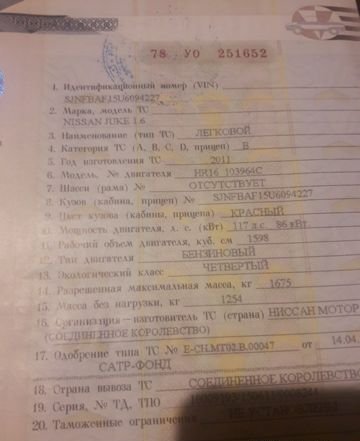 78 УО 251652
1. Идентификационный номер (VIN)
SJNFBAF15U6094227
2. Марка, модель ТС
NISSAN JUKE 1.6
3. Наименование (тип ТС) ЛЕГКОВОЙ
4. Категория ТС (А, В, С, D, прицеп) B
5. Год изготовления ТС 2011
6. Модель, № двигателя HR16 103964C
7. Шасси (рама) № ОТСУТСТВУЕТ
8. Кузов (кабина, прицеп) № SJNFBAF15U6094227
9. Цвет кузова (кабины, прицепа) КРАСНЫЙ
10. Мощность двигателя, л. с. (кВт) 117 л.с. 86 кВт
11. Рабочий объем двигателя, куб. см 1598
12. Тип двигателя БЕНЗИНОВЫЙ
13. Экологический класс ЧЕТВЕРТЫЙ
14. Разрешенная максимальная масса, кг 1675
15. Масса без нагрузки, кг 1254
16. Организация—изготовитель ТС (страна) НИССАН МОТОР
(СОЕДИНЕННОЕ КОРОЛЕВСТВО)
17. Одобрение типа ТС № E-CH.MT02.B.00047 от 14.04.
САТР-ФОНД
18. Страна вывоза ТС СОЕДИНЕННОЕ КОРОЛЕВСТВО
19. Серия, № ТД, ТПО
20. Таможенные ограничения НЕ УСТАНОВЛЕНЫ